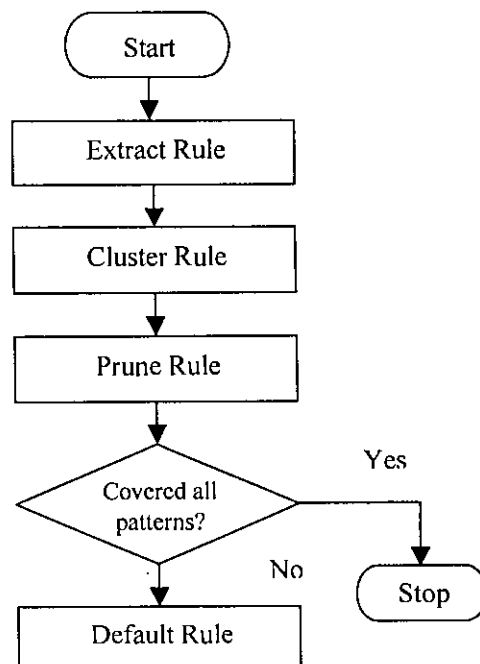 Start
Extract Rule
Cluster Rule
Prune Rule
Covered all
patterns?
Yes
No
Stop
Default Rule